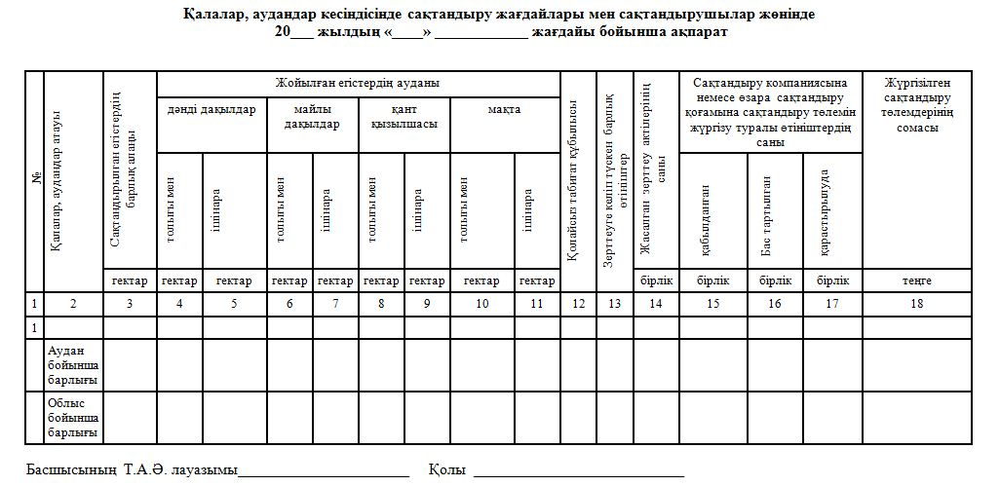 Қалалар, аудандар кесіндісінде сақтандыру жағдайлары мен сақтандырушылар жөнінде
20___ жылдың «____» _____________ жағдайы бойынша ақпарат
№
Қалалар, аудандар атауы
Сақтандырылған егістердің
барлық алаңы
Жойылған егістердің ауданы
дәнді дақылдар
майлы
дақылдар
қант
қызылшасы
мақта
толығы мен
ішінара
толығы мен
ішінара
толығы мен
ішінара
толығы мен
ішінара
Қолайсыз табиғат құбылысы
Зерттеуге келіп түскен барлық
өтініштер
Жасалған зерттеу актілерінің
саны
Сақтандыру компаниясына
немесе өзара сақтандыру
қоғамына сақтандыру төлемін
жүргізу туралы өтініштердің
саны
қабылданған
Бас тартылған
қарастырылуда
Жүргізілген
сақтандыру
төлемдерінің
сомасы
гектар гектар гектар гектар гектар гектар гектар гектар гектар бірлік бірлік бірлік бірлік теңге
1 2 3 4 5 6 7 8 9 10 11 12 13 14 15 16 17 18
1
Аудан
бойынша
барлығы
Облыс
бойынша
барлығы
Басшысының Т.А.Ә. лауазымы______________________ Қолы ___________________________